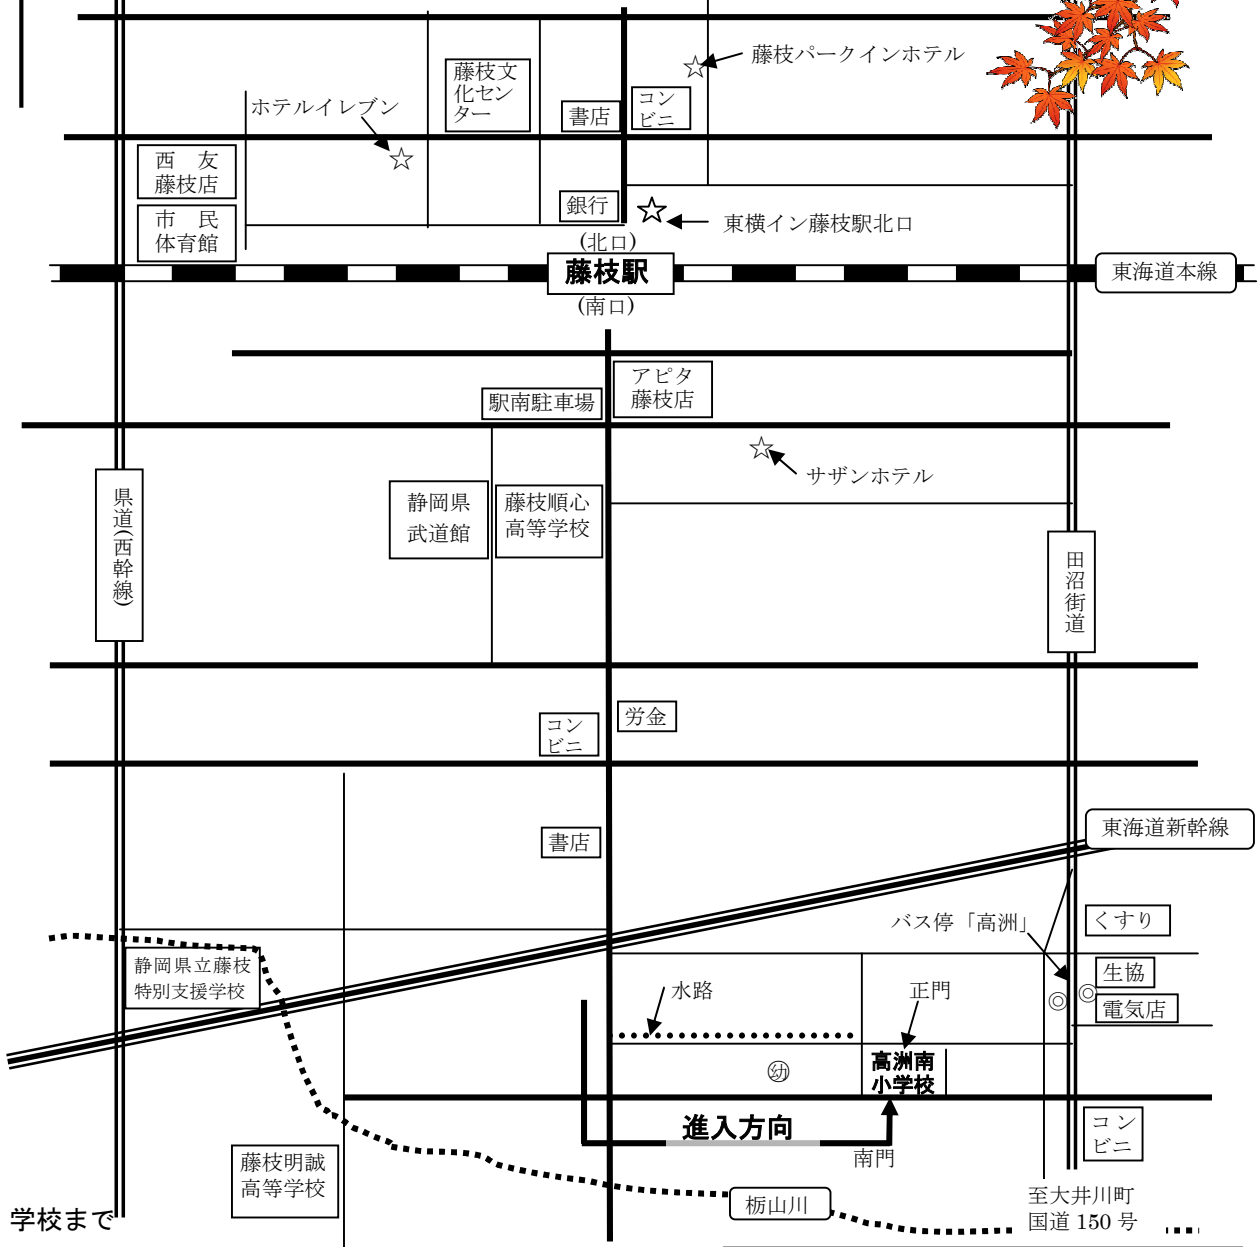 藤枝パークインホテル
藤枝文
化セン
ター
ホテルイレブン
書店
コン
ビニ
西　友
藤枝店
市　民
体育館
銀行
東横イン藤枝駅北口
(北口)
藤枝駅
(南口)
東海道本線
アピタ
藤枝店
駅南駐車場
サザンホテル
県道(西幹線)
静岡県
武道館
藤枝順心
高等学校
田沼街道
コン
ビニ
労金
書店
東海道新幹線
バス停「高洲」
くすり
静岡県立藤枝
特別支援学校
水路
正門
生協
電気店
幼
高洲南
小学校
進入方向
南門
コン
ビニ
藤枝明誠
高等学校
栃山川
至大井川町
国道 150 号
学校まで